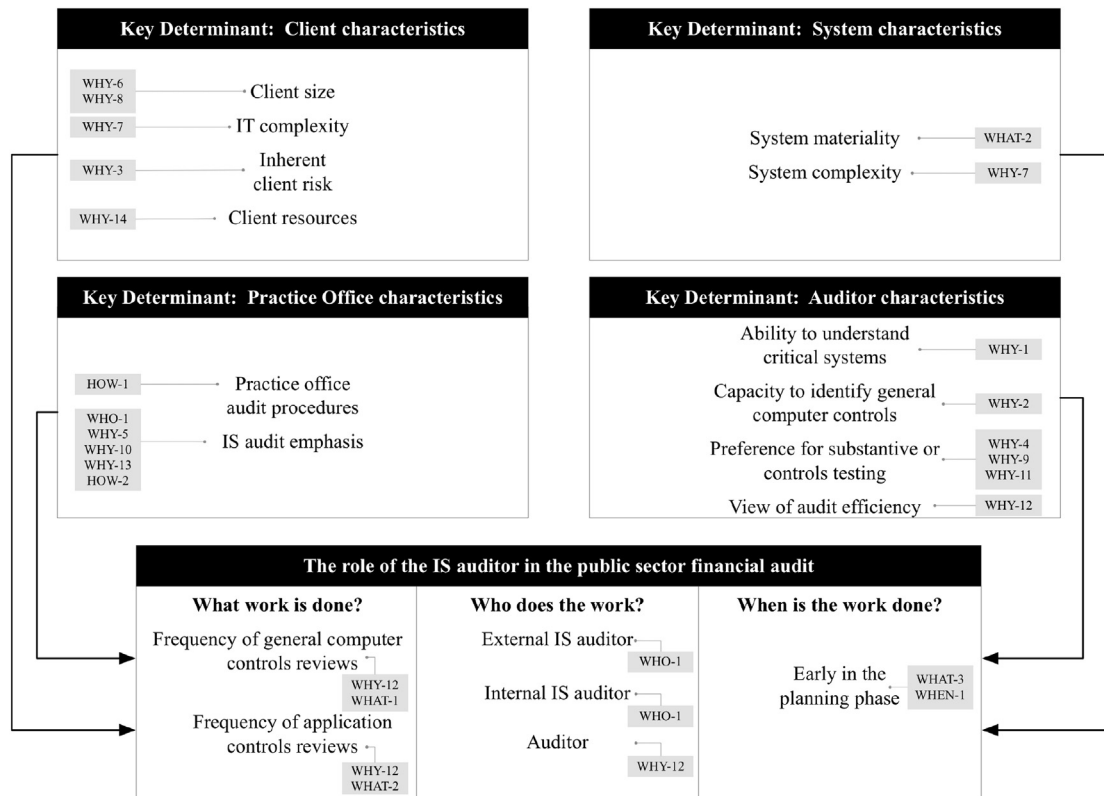 Key Determinant: Client characteristics
WHY-6
WHY-8
Client size
WHY-7
IT complexity
WHY-3
Inherent
client risk
WHY-14
Client resources
Key Determinant: System characteristics
System materiality
WHAT-2
System complexity
WHY-7
Key Determinant: Practice Office characteristics
HOW-1
Practice office
audit procedures
WHO-1
WHY-5
WHY-10
WHY-13
HOW-2
IS audit emphasis
Key Determinant: Auditor characteristics
Ability to understand
critical systems
WHY-1
Capacity to identify general
computer controls
WHY-2
Preference for substantive or
controls testing
WHY-4
WHY-9
WHY-11
View of audit efficiency
WHY-12
The role of the IS auditor in the public sector financial audit
What work is done?
Frequency of general computer
controls reviews
WHY-12
WHAT-1
Frequency of application
controls reviews
WHY-12
WHAT-2
Who does the work?
External IS auditor
WHO-1
Internal IS auditor
WHO-1
Auditor
WHY-12
When is the work done?
Early in the
planning phase
WHAT-3
WHEN-1